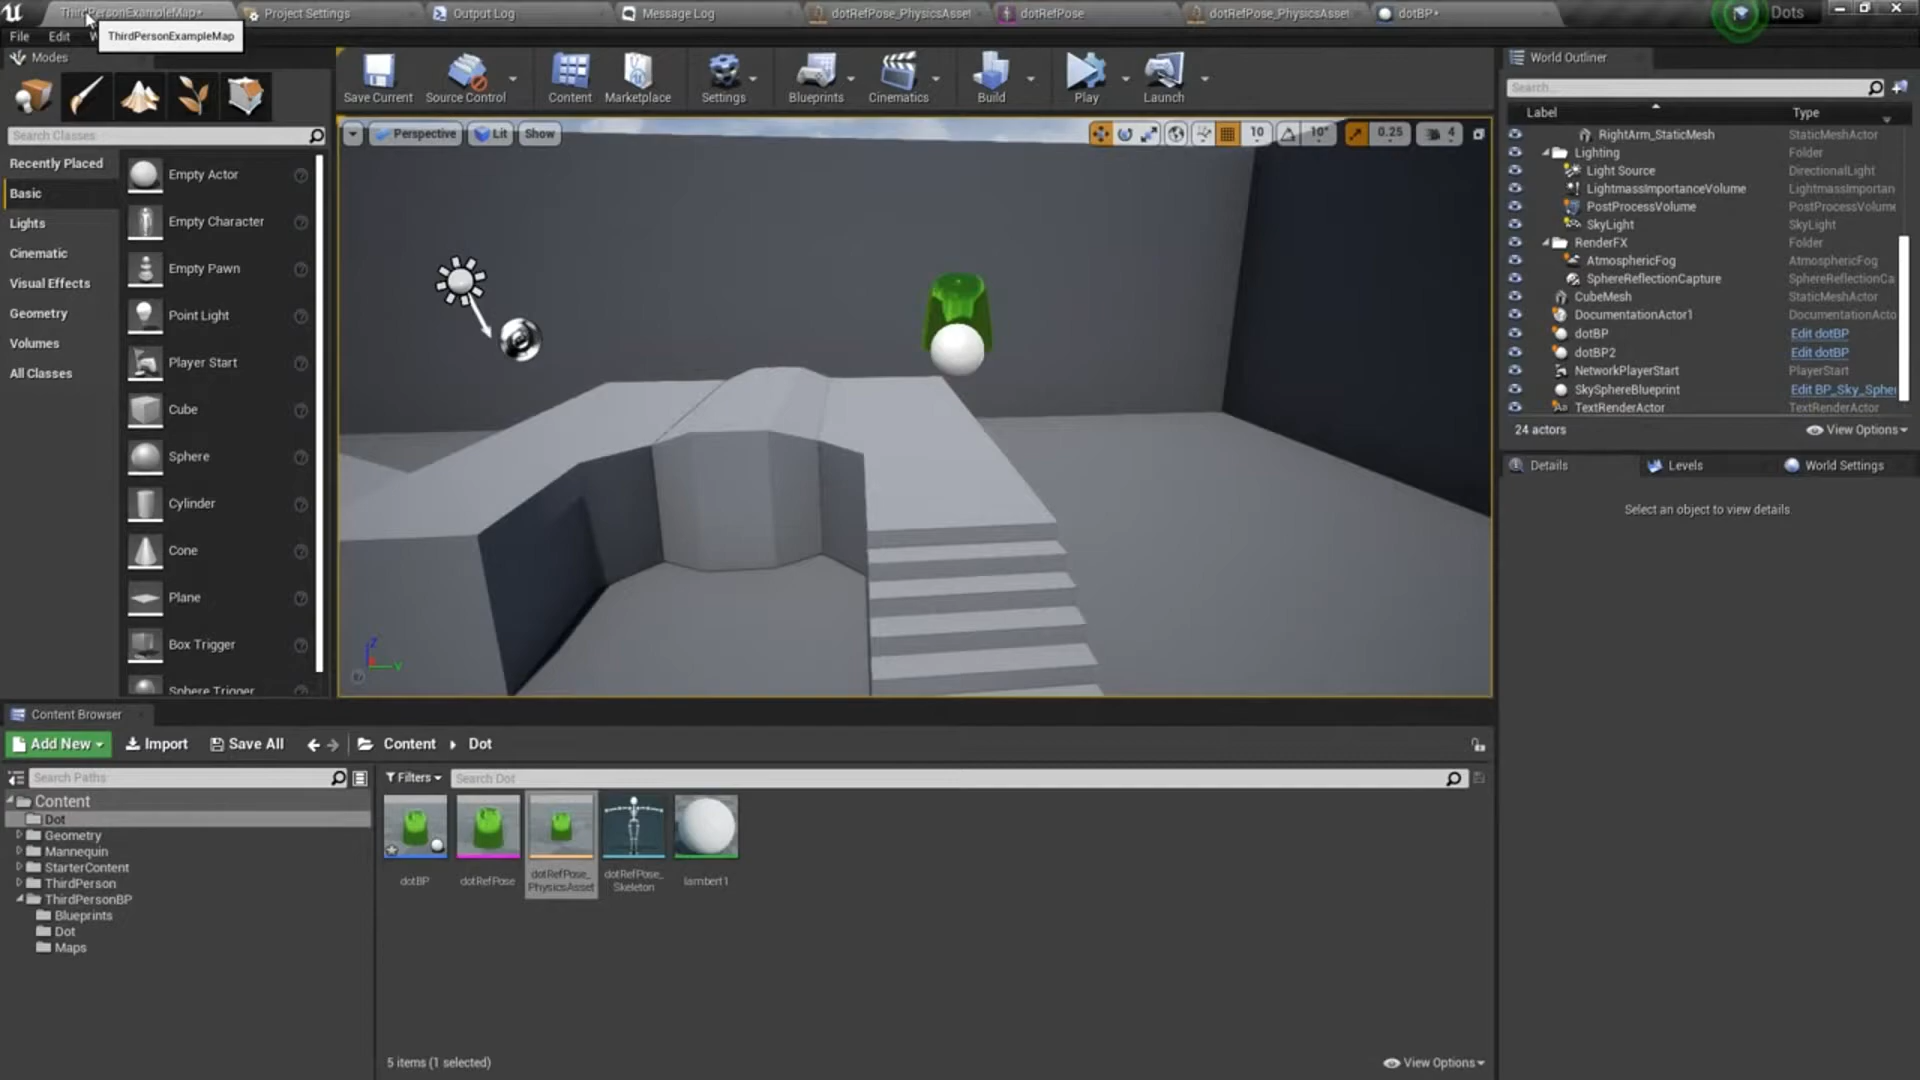 ThirdPersonExampleMap*
Project Settings
Output Log
Message Log
dotRefPose_PhysicsAsset
dotRefPose
dotRefPose_PhysicsAsset
dotBP*
Dots
ThirdPersonExampleMap
File
Edit
Modes
Save Current
Source Control
Content
Marketplace
Settings
Blueprints
Cinematics
Build
Play
Launch
Search Classes
Recently Placed
Basic
Lights
Cinematic
Visual Effects
Geometry
Volumes
All Classes
Empty Actor
Empty Character
Empty Pawn
Point Light
Player Start
Cube
Sphere
Cylinder
Cone
Plane
Box Trigger
Sphere Trigger
Perspective
Lit
Show
10
10°
0.25
4
World Outliner
Search...
Label
Type
RightArm_StaticMesh
StaticMeshActor
Lighting
Folder
Light Source
DirectionalLight
LightmassImportanceVolume
LightmassImportan
PostProcessVolume
PostProcessVolume
SkyLight
SkyLight
RenderFX
Folder
AtmosphericFog
AtmosphericFog
SphereReflectionCapture
SphereReflectionCa
CubeMesh
StaticMeshActor
DocumentationActor1
DocumentationActo
dotBP
Edit dotBP
dotBP2
Edit dotBP
NetworkPlayerStart
PlayerStart
SkySphereBlueprint
Edit BP_Sky_Spher
TextRenderActor
TextRenderActor
24 actors
View Options
Details
Levels
World Settings
Select an object to view details
Z
Y
Content Browser
Add New
Import
Save All
Content
Dot
Search Paths
Filters
Search Dot
Content
Dot
Geometry
Mannequin
StarterContent
ThirdPerson
ThirdPersonBP
Blueprints
Dot
Maps
dotBP
dotRefPose
dotRefPose_
PhysicsAsset
dotRefPose_
Skeleton
lambert1
5 items (1 selected)
View Options